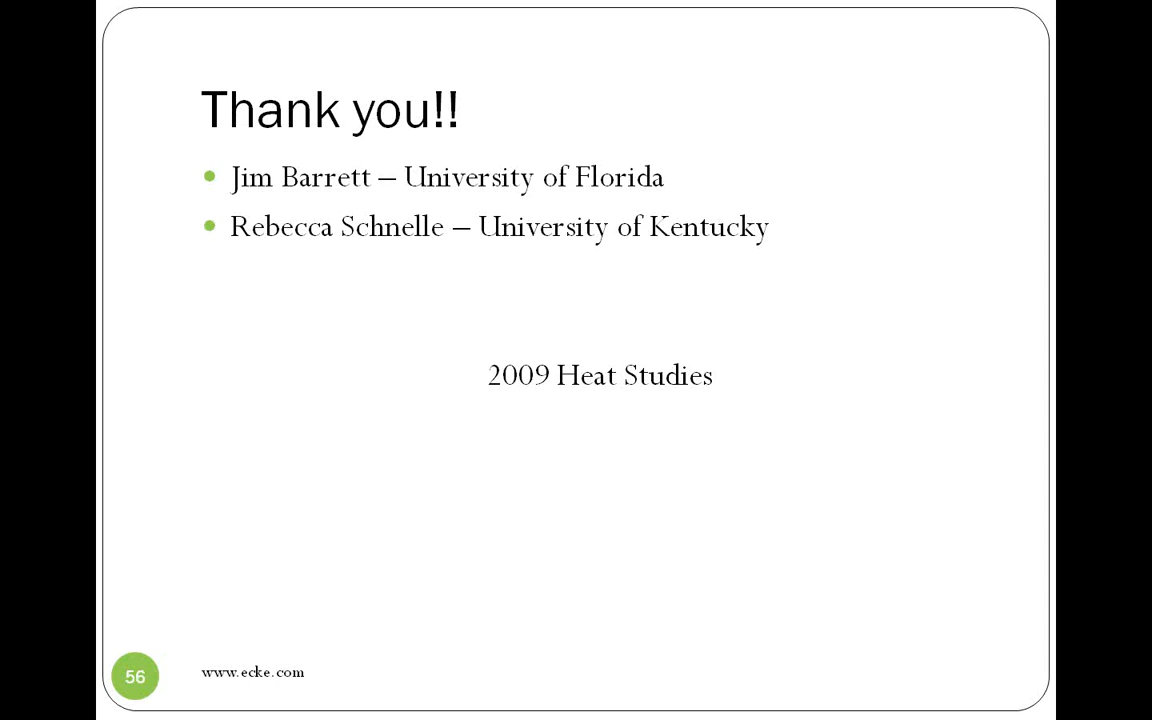 Thank you!!
Jim Barrett – University of Florida
Rebecca Schnelle – University of Kentucky
2009 Heat Studies
56
www.ecke.com